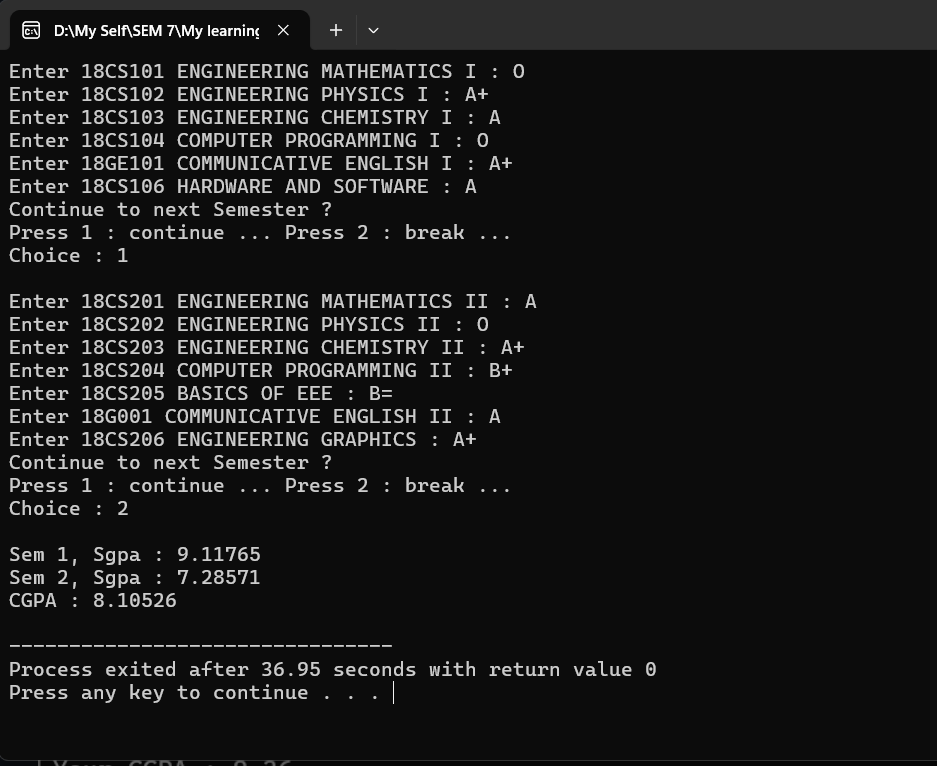 D:\My Self\SEM 7\My learning
Enter 18CS101 ENGINEERING MATHEMATICS I : O
Enter 18CS102 ENGINEERING PHYSICS I : A+
Enter 18CS103 ENGINEERING CHEMISTRY I : A
Enter 18CS104 COMPUTER PROGRAMMING I : O
Enter 18GE101 COMMUNICATIVE ENGLISH I : A+
Enter 18CS106 HARDWARE AND SOFTWARE : A
Continue to next Semester ?
Press 1 : continue ... Press 2 : break ...
Choice : 1
Enter 18CS201 ENGINEERING MATHEMATICS II : A
Enter 18CS202 ENGINEERING PHYSICS II : O
Enter 18CS203 ENGINEERING CHEMISTRY II : A+
Enter 18CS204 COMPUTER PROGRAMMING II : B+
Enter 18CS205 BASICS OF EEE : B=
Enter 18G001 COMMUNICATIVE ENGLISH II : A
Enter 18CS206 ENGINEERING GRAPHICS : A+
Continue to next Semester ?
Press 1 : continue ... Press 2 : break ...
Choice : 2
Sem 1, Sgpa : 9.11765
Sem 2, Sgpa : 7.28571
CGPA : 8.10526
--------------------------------
Process exited after 36.95 seconds with return value 0
Press any key to continue . . .